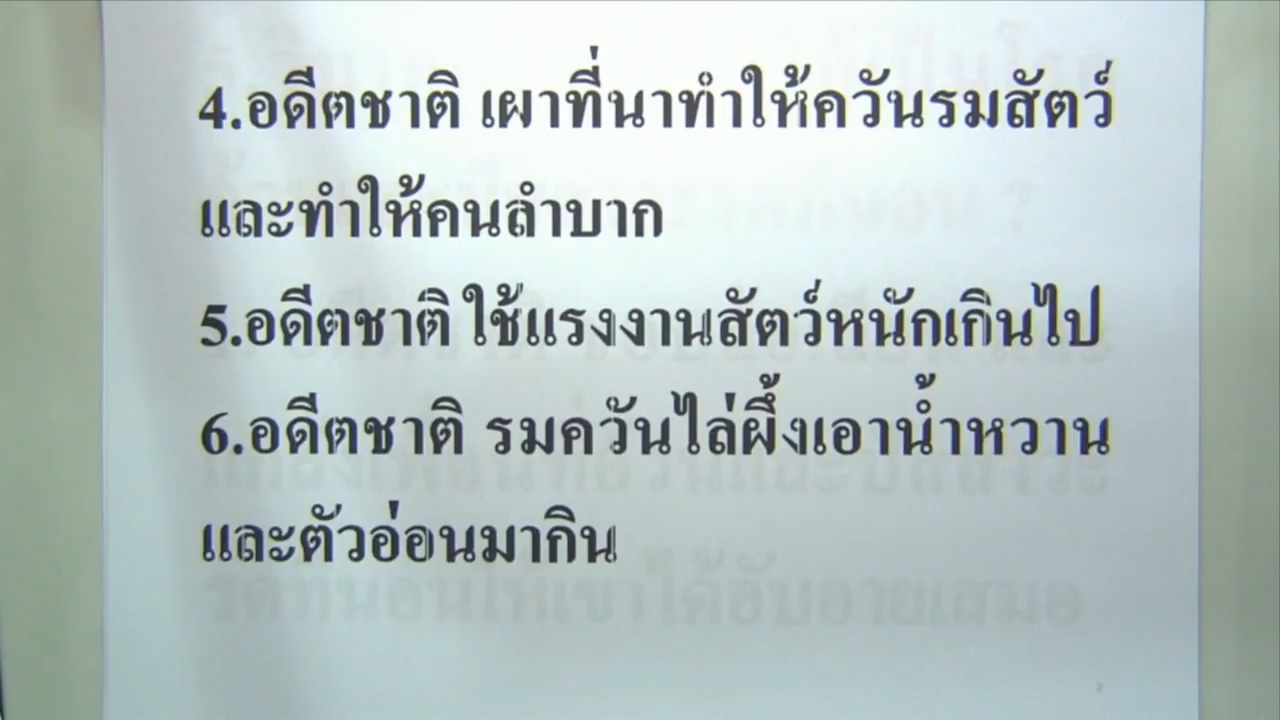 4.อดีตชาติ เผาที่นาทำให้ควันรมสัตว์
และทำให้คนลำบาก
5.อดีตชาติ ใช้แรงงานสัตว์หนักเกินไป
6.อดีตชาติ รมควันไล่ผึ้งเอาน้ำหวาน
และตัวอ่อนมากิน
2